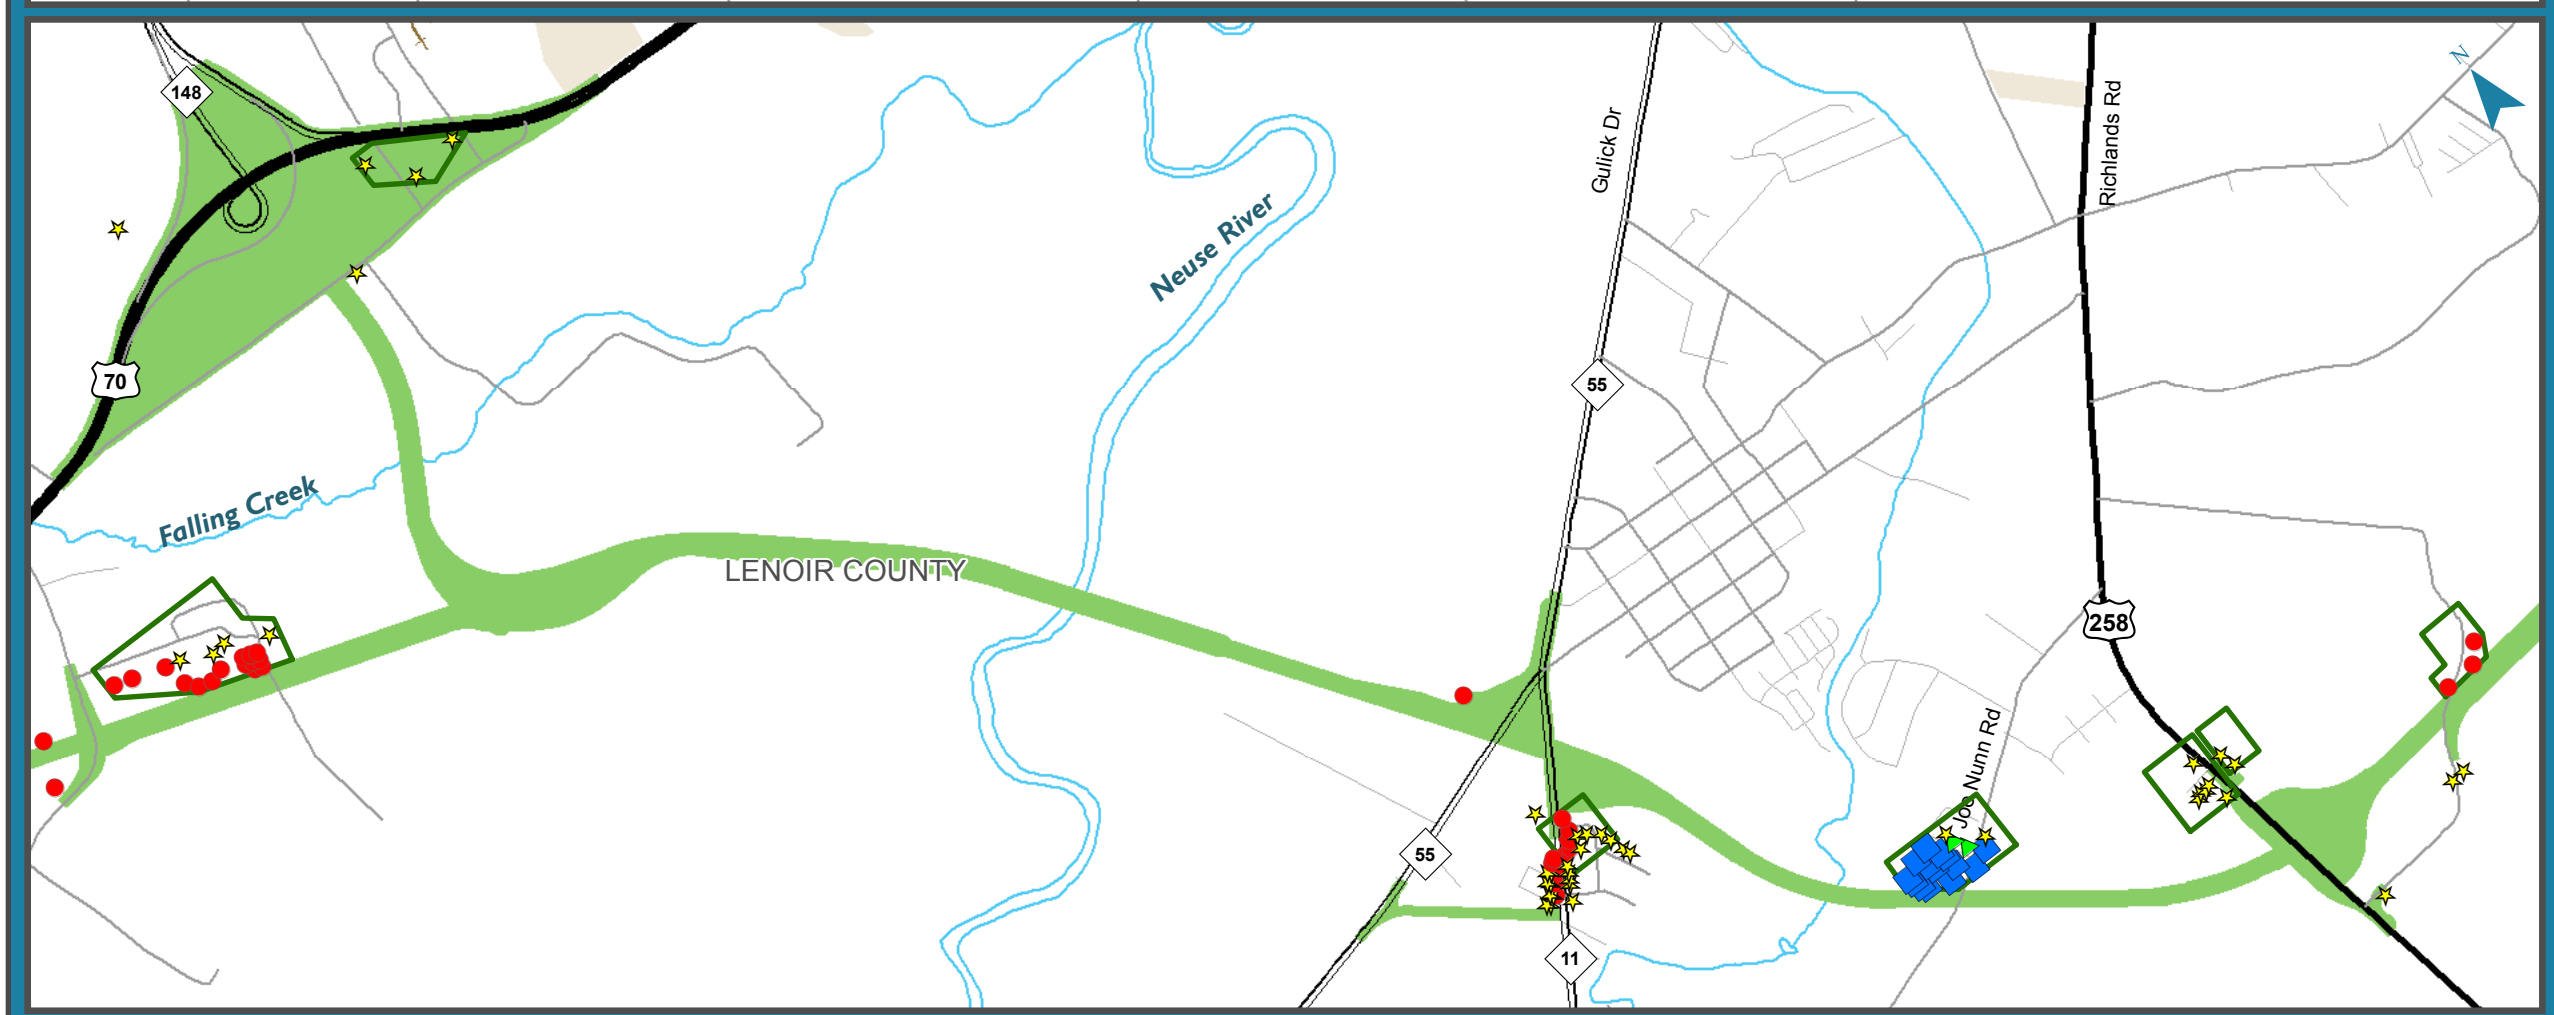 148
N
Richlands Rd
Gulick Dr
Neuse River
70
55
Falling Creek
LENOIR COUNTY
258
Joe Nunn Rd
55
11